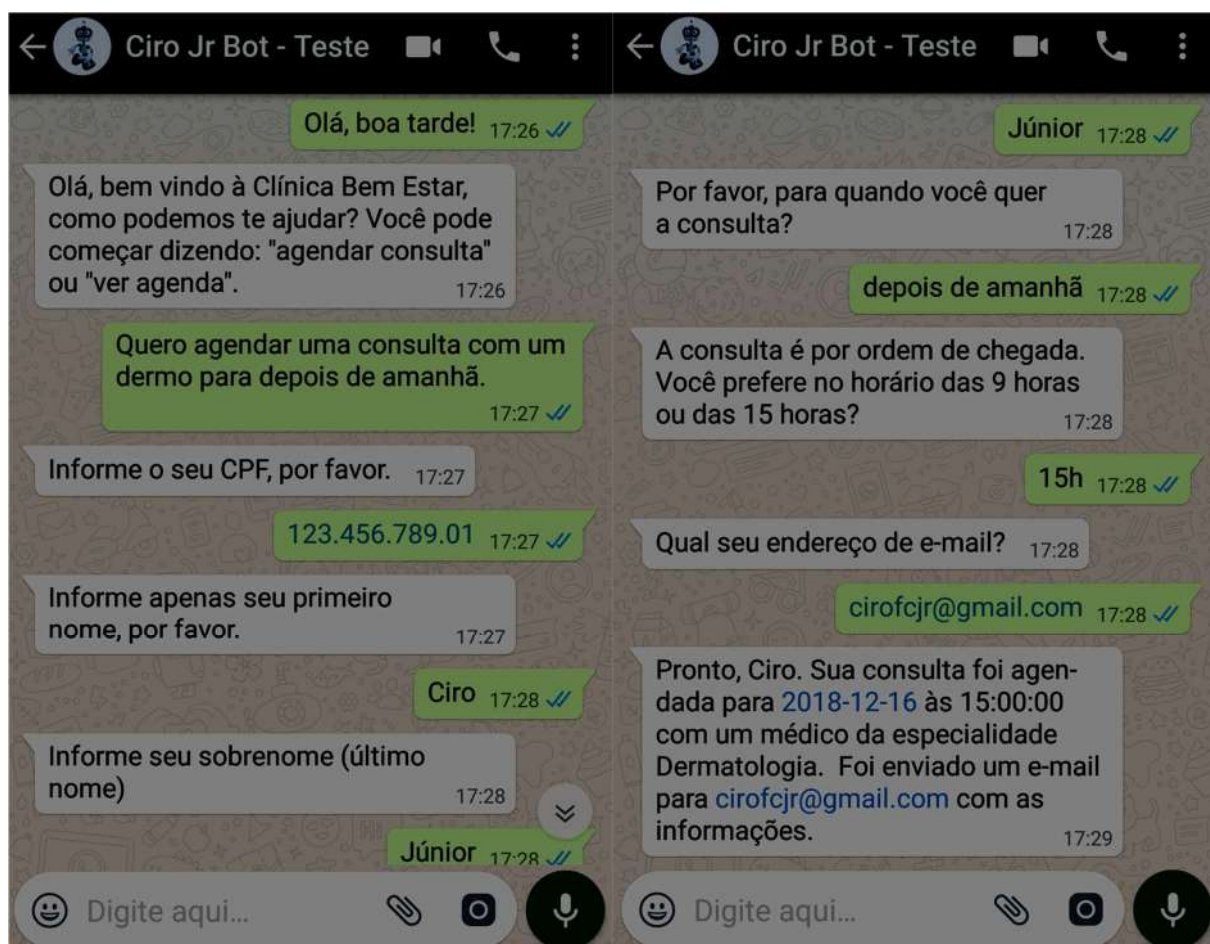 Ciro Jr Bot - Teste
Olá, boa tarde! 17:26
Olá, bem vindo à Clínica Bem Estar,
como podemos te ajudar? Você pode
começar dizendo: "agendar consulta"
ou "ver agenda". 17:26
Quero agendar uma consulta com um
dermo para depois de amanhã.
17:27
Informe o seu CPF, por favor. 17:27
123.456.789.01 17:27
Informe apenas seu primeiro
nome, por favor. 17:27
Ciro 17:28
Informe seu sobrenome (último
nome) 17:28
Júnior 17:28
Digite aqui...
Ciro Jr Bot - Teste
Júnior 17:28
Por favor, para quando você quer
a consulta? 17:28
depois de amanhã 17:28
A consulta é por ordem de chegada.
Você prefere no horário das 9 horas
ou das 15 horas? 17:28
15h 17:28
Qual seu endereço de e-mail? 17:28
cirofcjr@gmail.com 17:28
Pronto, Ciro. Sua consulta foi agen-
dada para 2018-12-16 às 15:00:00
com um médico da especialidade
Dermatologia. Foi enviado um e-mail
para cirofcjr@gmail.com com as
informações. 17:29
Digite aqui...